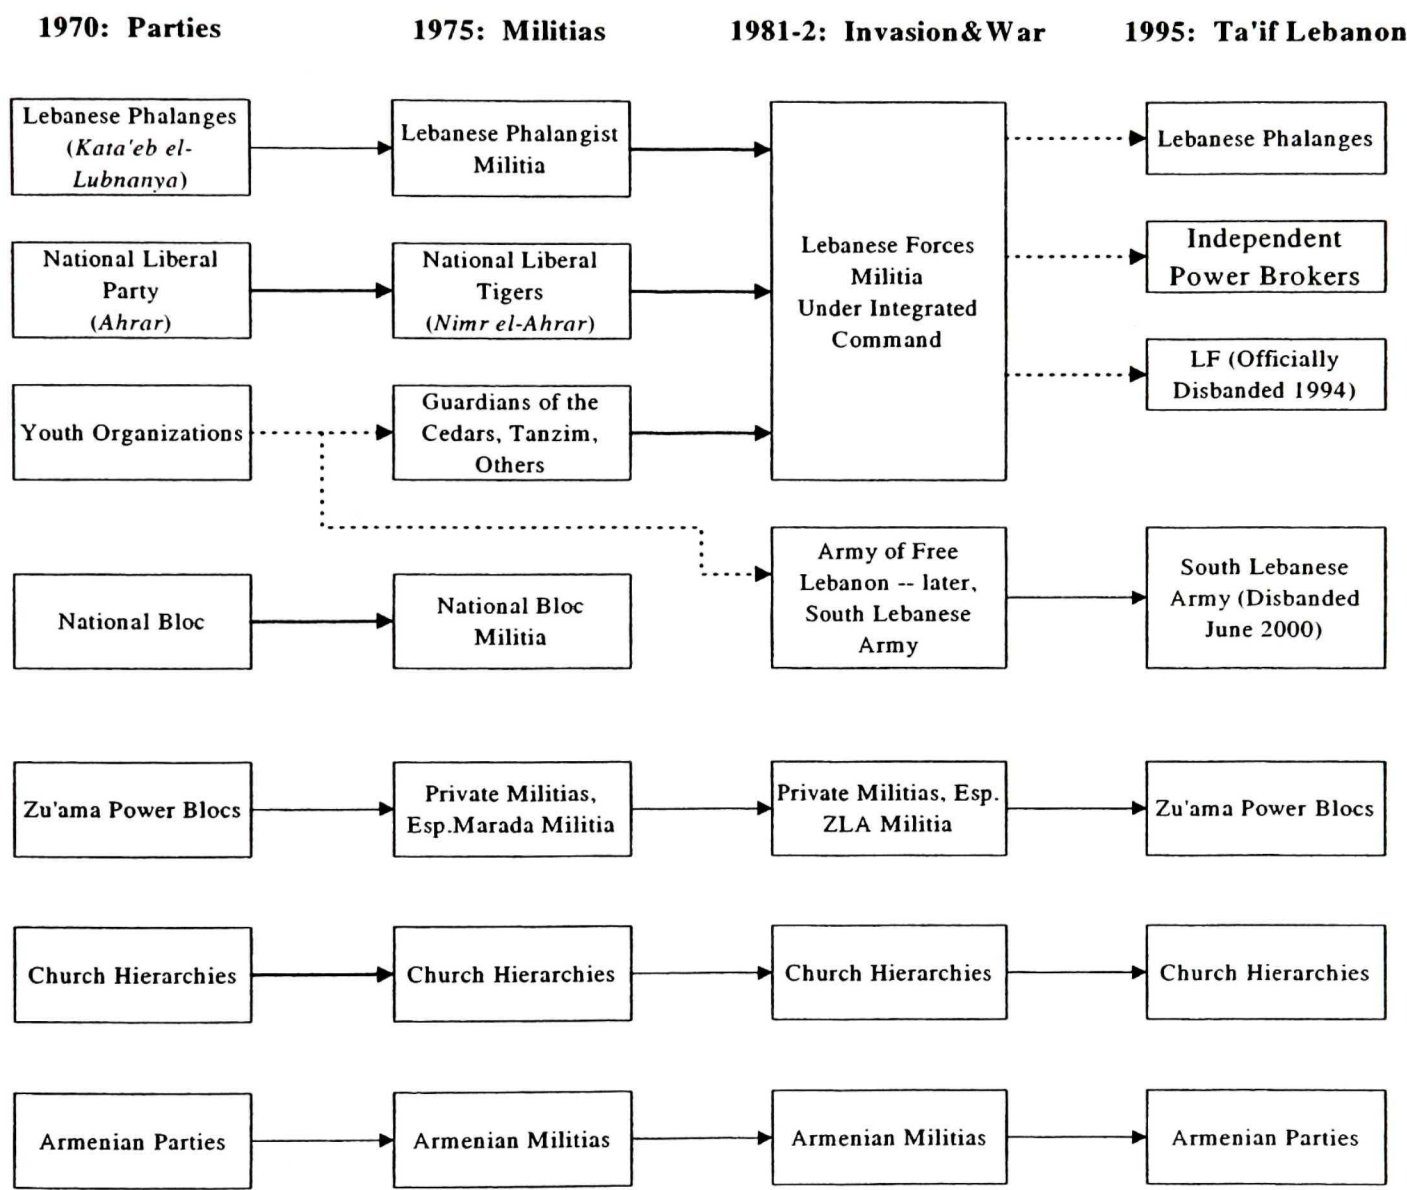 1970: Parties
1975: Militias
1981-2: Invasion&War
1995: Ta'if Lebanon
Lebanese Phalanges
(Kata'eb el-
Lubnanya)
Lebanese Phalangist
Militia
Lebanese Forces
Militia
Under Integrated
Command
Lebanese Phalanges
National Liberal
Party
(Ahrar)
National Liberal
Tigers
(Nimr el-Ahrar)
Independent
Power Brokers
Youth Organizations
Guardians of the
Cedars, Tanzim,
Others
LF (Officially
Disbanded 1994)
Army of Free
Lebanon -- later,
South Lebanese
Army
South Lebanese
Army (Disbanded
June 2000)
National Bloc
National Bloc
Militia
Zu'ama Power Blocs
Private Militias,
Esp.Marada Militia
Private Militias, Esp.
ZLA Militia
Zu'ama Power Blocs
Church Hierarchies
Church Hierarchies
Church Hierarchies
Church Hierarchies
Armenian Parties
Armenian Militias
Armenian Militias
Armenian Parties